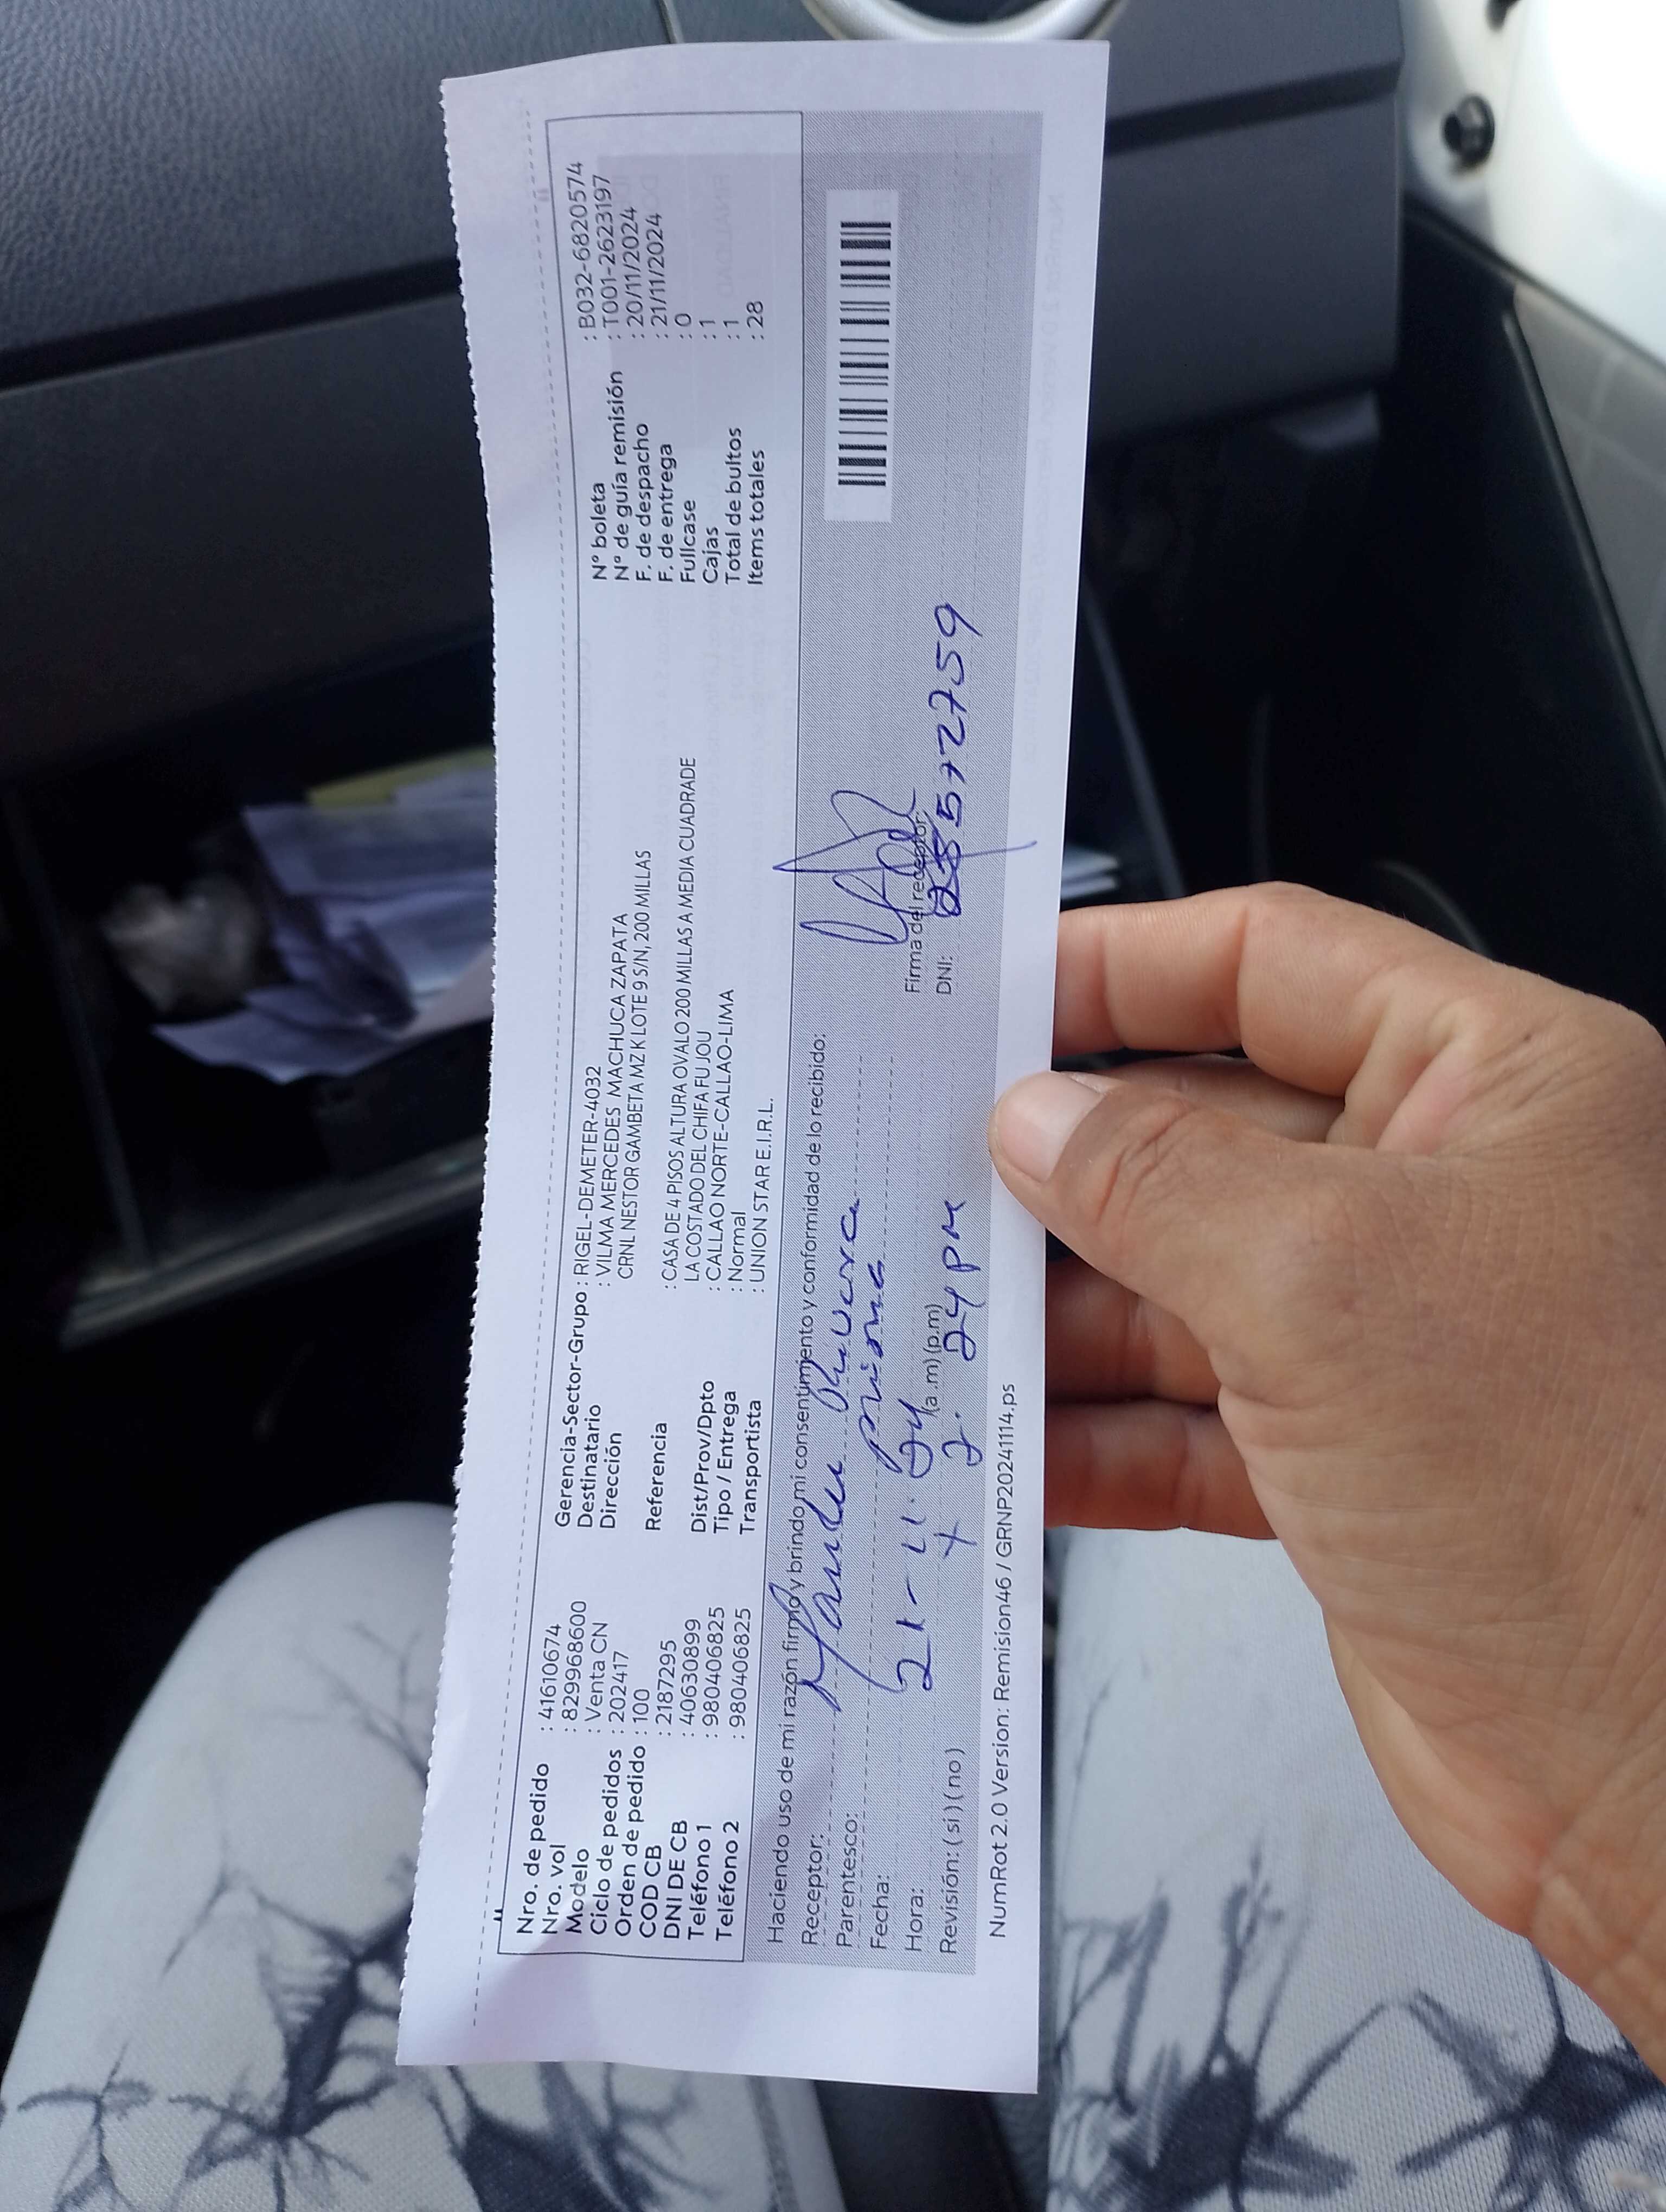 Nro. de pedido : 41610674
Nro. vol : 8299968600
Modelo : Venta CN
Ciclo de pedidos : 202417
Orden de pedido : 100
COD CB : 2187295
DNI DE CB : 40630899
Teléfono 1 : 980406825
Teléfono 2 : 980406825
Gerencia-Sector-Grupo : RIGEL-DEMETER-4032
Destinatario : VILMA MERCEDES MACHUCA ZAPATA
Dirección CRNL NESTOR GAMBETA MZ K LOTE 9 S/N, 200 MILLAS
Referencia : CASA DE 4 PISOS ALTURA OVALO 200 MILLAS A MEDIA CUADRADE
LA COSTADO DEL CHIFA FU JOU
Dist/Prov/Dpto : CALLAO NORTE-CALLAO-LIMA
Tipo / Entrega : Normal
Transportista : UNION STAR E.I.R.L.
N° boleta : B032-6820574
N° de guía remisión : T001-2623197
F. de despacho : 20/11/2024
F. de entrega : 21/11/2024
Fullcase : 0
Cajas : 1
Total de bultos : 1
Items totales : 28
Haciendo uso de mi razón firmo y brindo mi consentimiento y conformidad de lo recibido:
Receptor:
Parentesco:
Fecha: 21-11-24
Hora: (a.m) (p.m)
2. 24 PM
Revisión: ( si ) ( no )
Firma del receptor:
DNI: 25572759
NumRot 2.0 Version: Remision46 / GRNP20241114.ps